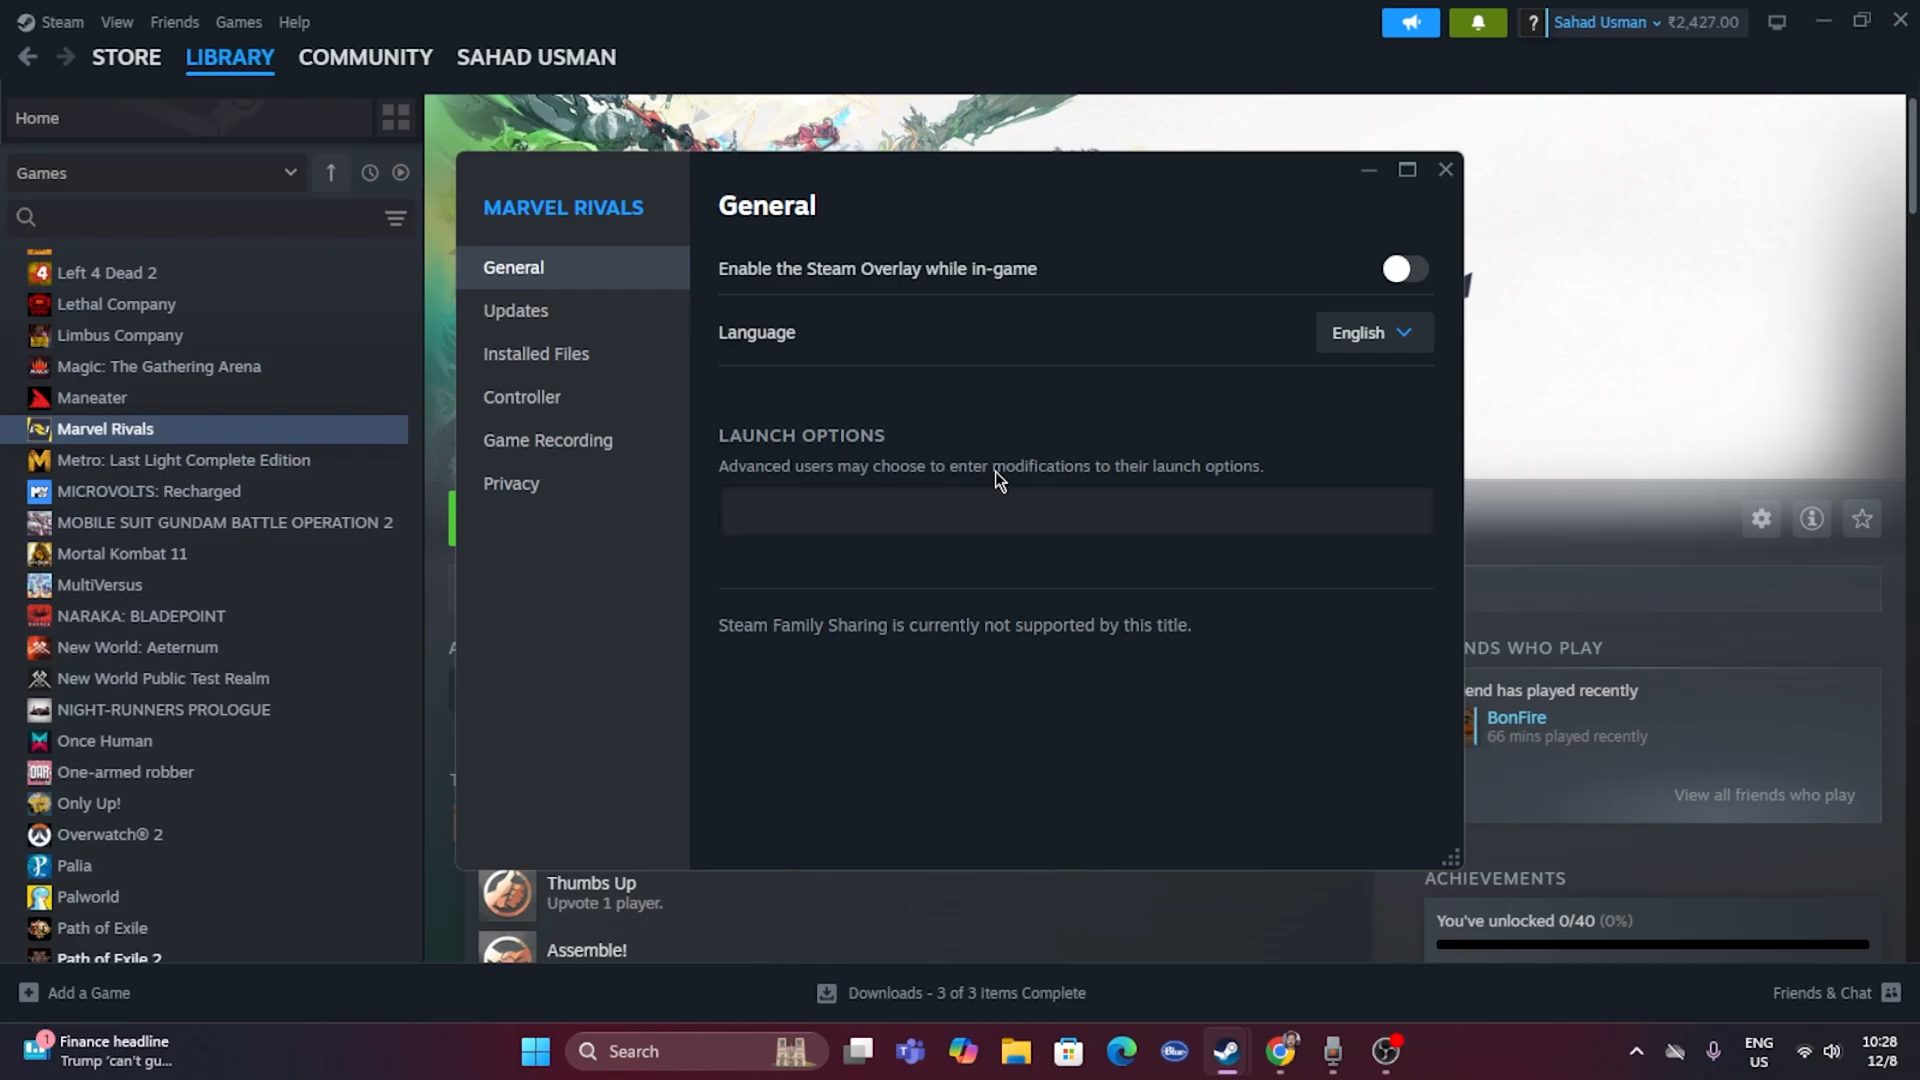 Steam View Friends Games Help
? Sahad Usman ₹2,427.00
STORE LIBRARY COMMUNITY SAHAD USMAN
Home
Games
Left 4 Dead 2
Lethal Company
Limbus Company
Magic: The Gathering Arena
Maneater
Marvel Rivals
Metro: Last Light Complete Edition
MICROVOLTS: Recharged
MOBILE SUIT GUNDAM BATTLE OPERATION 2
Mortal Kombat 11
MultiVersus
NARAKA: BLADEPOINT
New World: Aeternum
New World Public Test Realm
NIGHT-RUNNERS PROLOGUE
Once Human
One-armed robber
Only Up!
Overwatch® 2
Palia
Palworld
Path of Exile
Path of Exile 2
MARVEL RIVALS
General
Updates
Installed Files
Controller
Game Recording
Privacy
General
Enable the Steam Overlay while in-game
Language English
LAUNCH OPTIONS
Advanced users may choose to enter modifications to their launch options.
Steam Family Sharing is currently not supported by this title.
NDS WHO PLAY
end has played recently
BonFire
66 mins played recently
View all friends who play
Thumbs Up
Upvote 1 player.
Assemble!
ACHIEVEMENTS
You've unlocked 0/40 (0%)
Add a Game
Downloads - 3 of 3 Items Complete
Friends & Chat
1
Finance headline
Trump 'can't gu...
Search
Blue
ENG
US
10:28
12/8